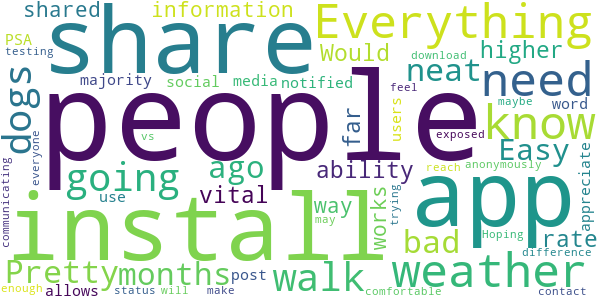 shared share information Everything
PSA
testing
Would higher
majority social media notified neat download need
dogs people far users feel maybe word
exposed know
everyone going ago ability vs Easy anonymously
communicating use vital reach appreciate
install way may works trying app Hoping rate
difference
Pretty months walk bad weather
enough allows status will post make comfortable contact